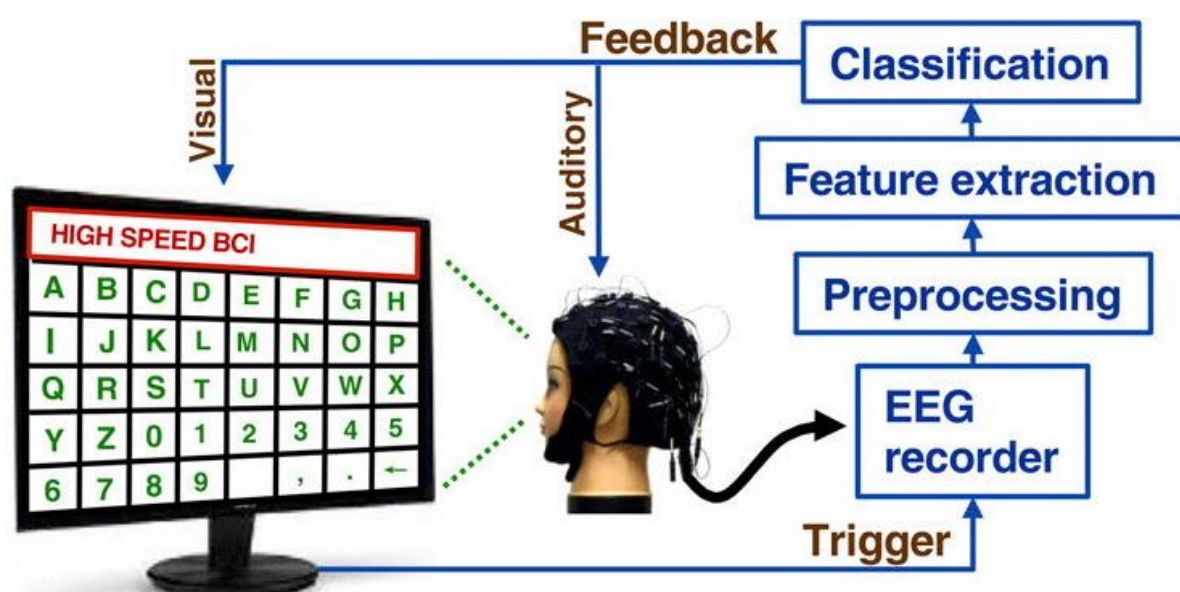 Feedback
Classification
Visual
Auditory
Feature extraction
HIGH SPEED BCI
A B C D E F G H
I J K L M N O P
Q R S T U V W X
Y Z 0 1 2 3 4 5
6 7 8 9 , . ←
Preprocessing
EEG
recorder
Trigger